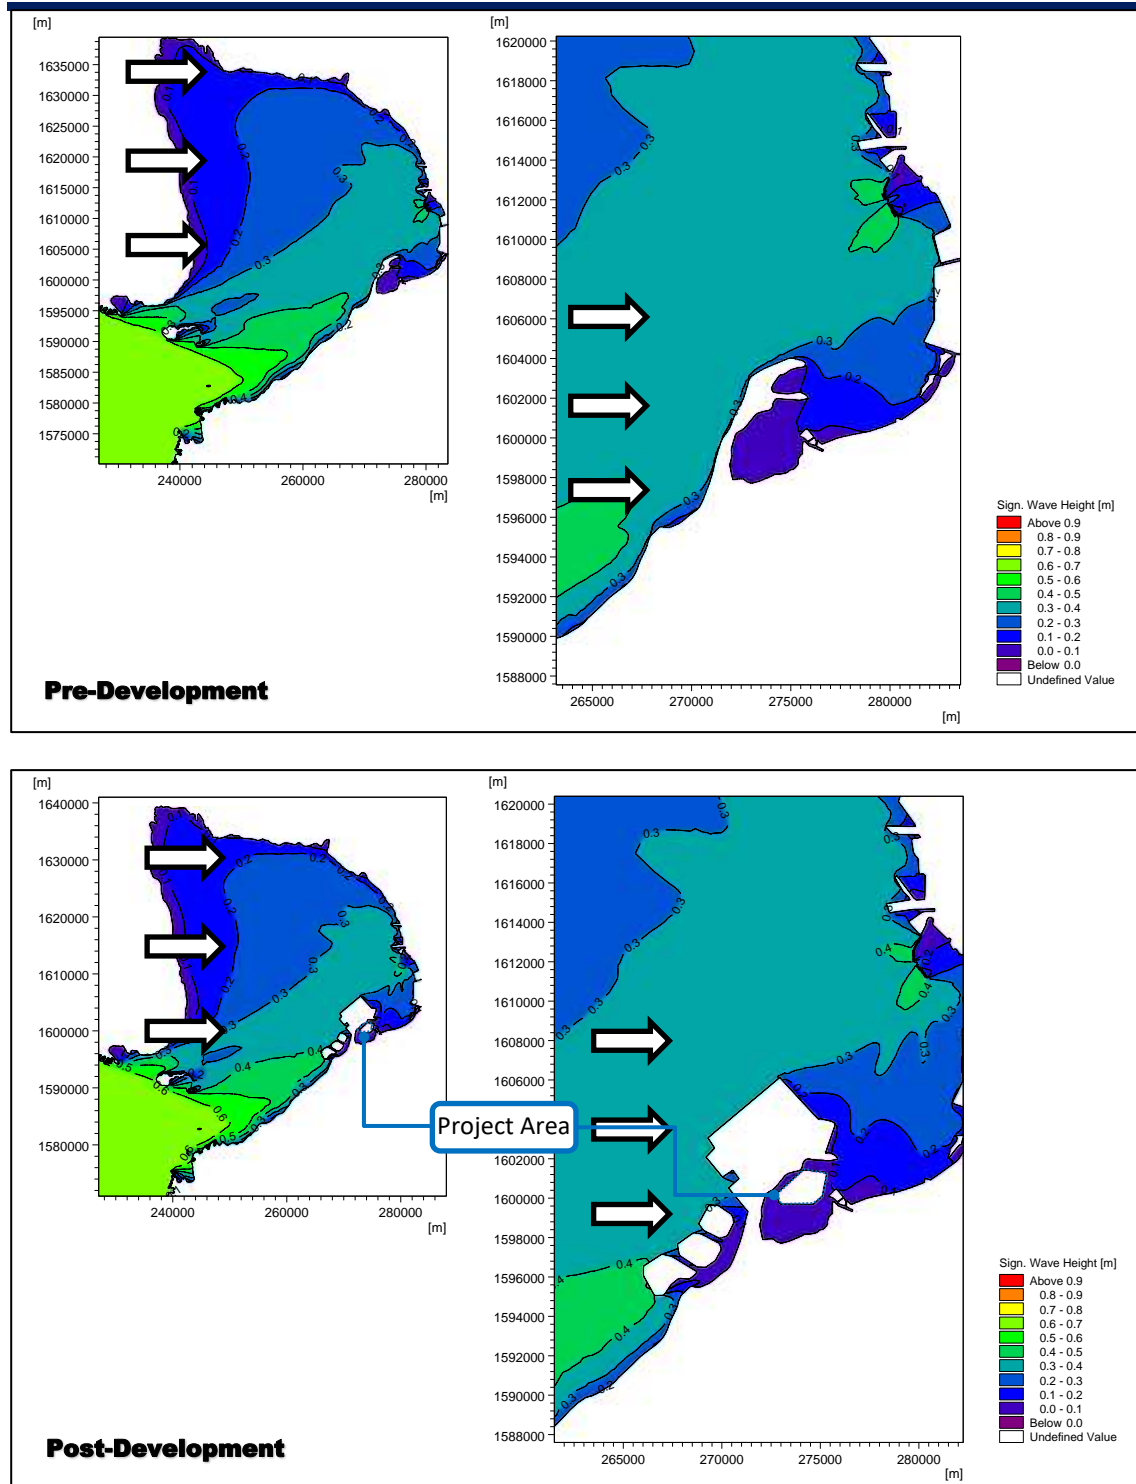 [m]
1635000
1630000
1625000
1620000
1615000
1610000
1605000
1600000
1595000
1590000
1585000
1580000
1575000
240000 260000 280000
[m]
[m]
1620000
1618000
1616000
1614000
1612000
1610000
1608000
1606000
1604000
1602000
1600000
1598000
1596000
1594000
1592000
1590000
1588000
265000 270000 275000 280000
[m]
Sign. Wave Height [m]
Above 0.9
0.8 - 0.9
0.7 - 0.8
0.6 - 0.7
0.5 - 0.6
0.4 - 0.5
0.3 - 0.4
0.2 - 0.3
0.1 - 0.2
0.0 - 0.1
Below 0.0
Undefined Value
Pre-Development
[m]
1640000
1630000
1620000
1610000
1600000
1590000
1580000
240000 260000 280000
[m]
Project Area
[m]
1620000
1618000
1616000
1614000
1612000
1610000
1608000
1606000
1604000
1602000
1600000
1598000
1596000
1594000
1592000
1590000
1588000
265000 270000 275000 280000
[m]
Sign. Wave Height [m]
Above 0.9
0.8 - 0.9
0.7 - 0.8
0.6 - 0.7
0.5 - 0.6
0.4 - 0.5
0.3 - 0.4
0.2 - 0.3
0.1 - 0.2
0.0 - 0.1
Below 0.0
Undefined Value
Post-Development